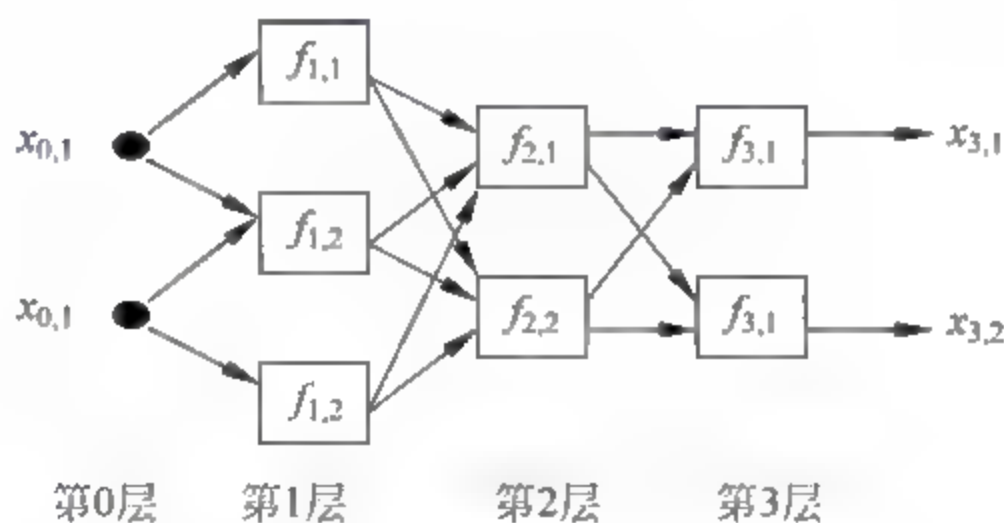 f1,1
x0,1
f2,1
f3,1
x3,1
f1,2
x0,1
f2,2
f3,1
x3,2
f1,2
第0层 第1层 第2层 第3层